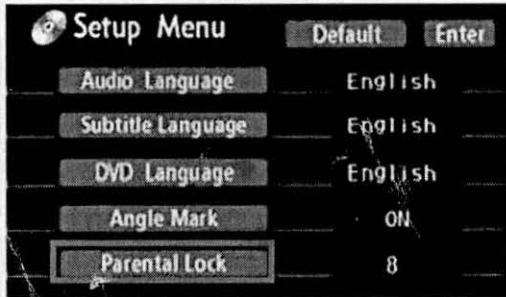 Setup Menu Default Enter
Audio Language English
Subtitle Language English
DVD Language English
Angle Mark ON
Parental Lock 8